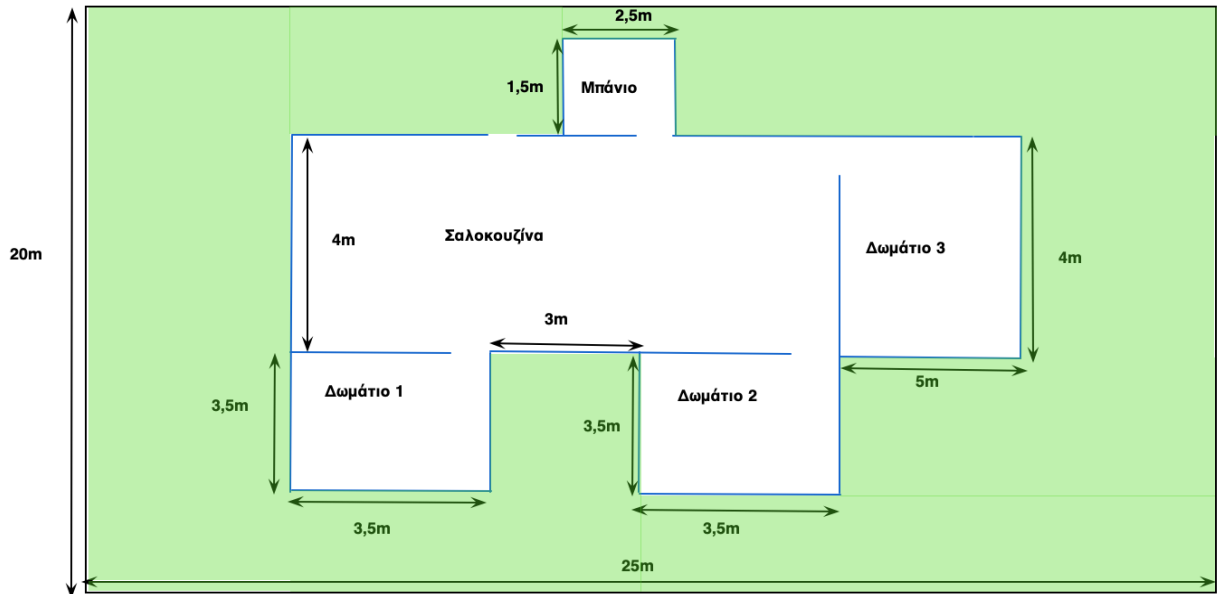 2,5m
1,5m
Μπάνιο
20m
4m
Σαλοκουζίνα
Δωμάτιο 3
4m
3m
5m
Δωμάτιο 1
Δωμάτιο 2
3,5m
3,5m
3,5m
3,5m
25m